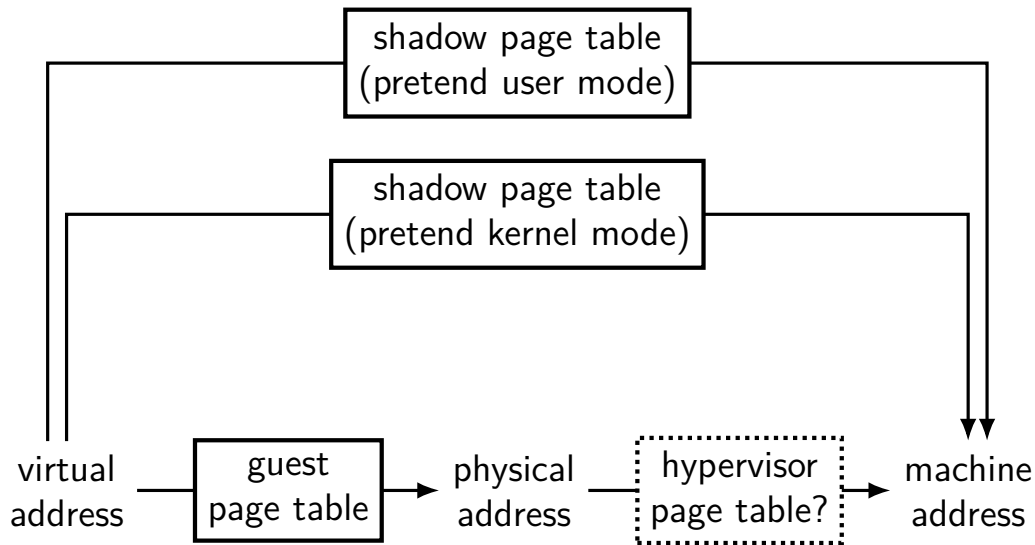 shadow page table
(pretend user mode)
shadow page table
(pretend kernel mode)
virtual
address
guest
page table
physical
address
hypervisor
page table?
machine
address